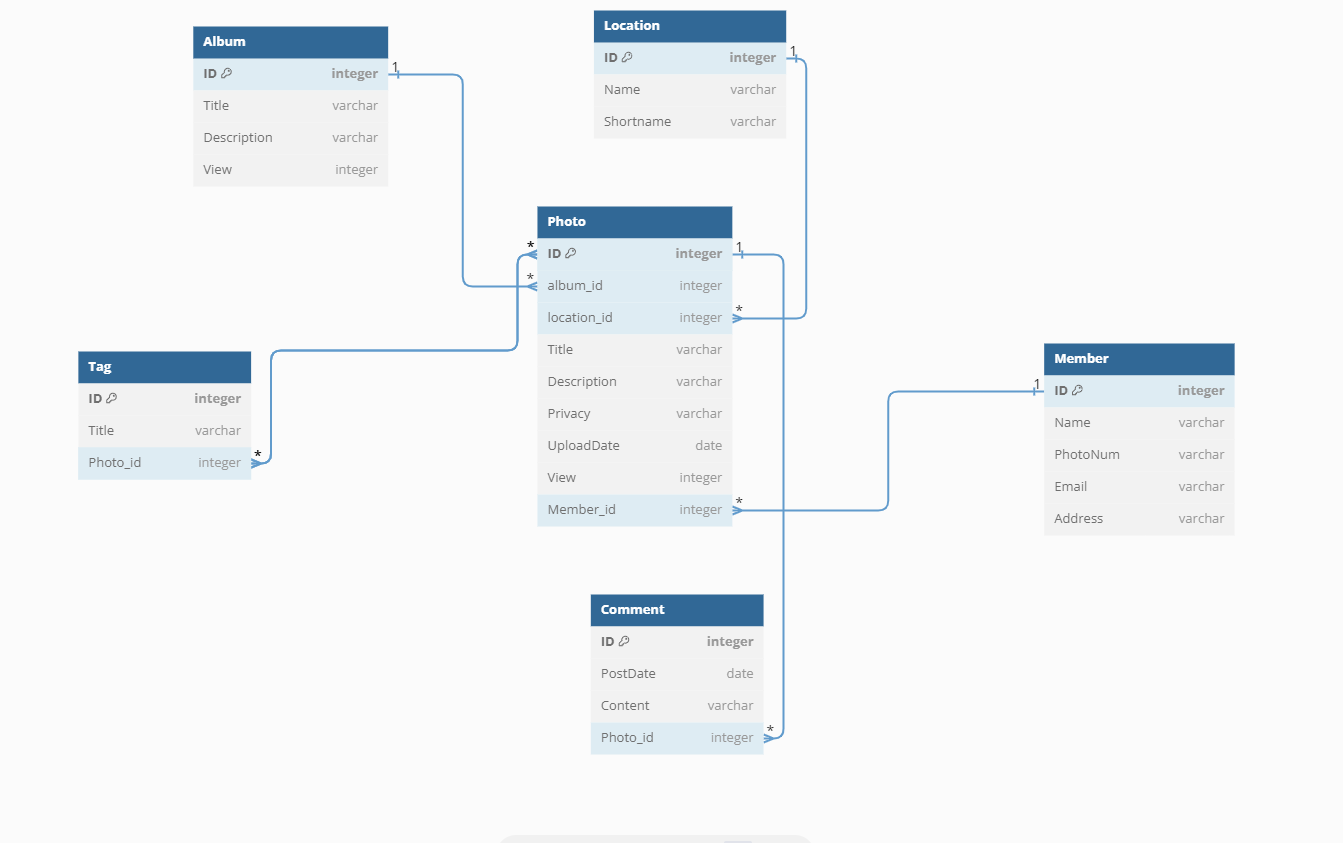 Album
ID integer
Title varchar
Description varchar
View integer
Location
ID integer
Name varchar
Shortname varchar
Photo
ID integer
album_id integer
location_id integer
Title varchar
Description varchar
Privacy varchar
UploadDate date
View integer
Member_id integer
Tag
ID integer
Title varchar
Photo_id integer
Member
ID integer
Name varchar
PhotoNum varchar
Email varchar
Address varchar
Comment
ID integer
PostDate date
Content varchar
Photo_id integer
1
*
1
*
*
*
1
*
1
*